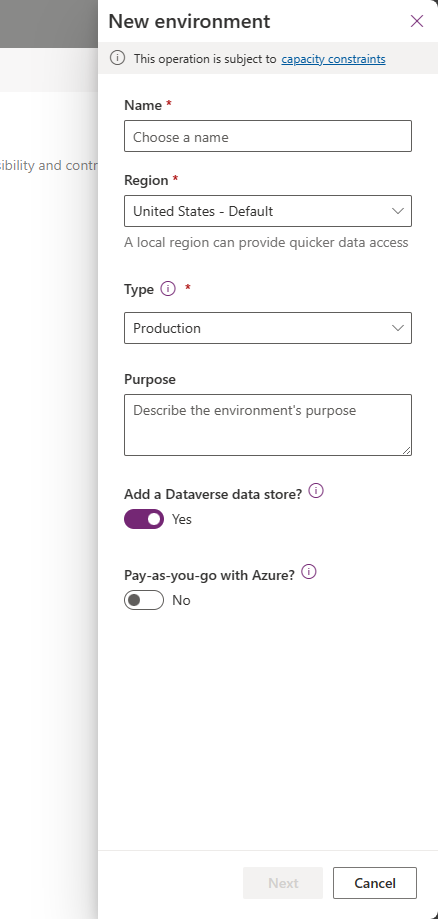 New environment
This operation is subject to capacity constraints
Name *
Choose a name
ibility and contr
Region *
United States - Default
A local region can provide quicker data access
Type *
Production
Purpose
Describe the environment's purpose
Add a Dataverse data store?
Yes
Pay-as-you-go with Azure?
No
Next
Cancel